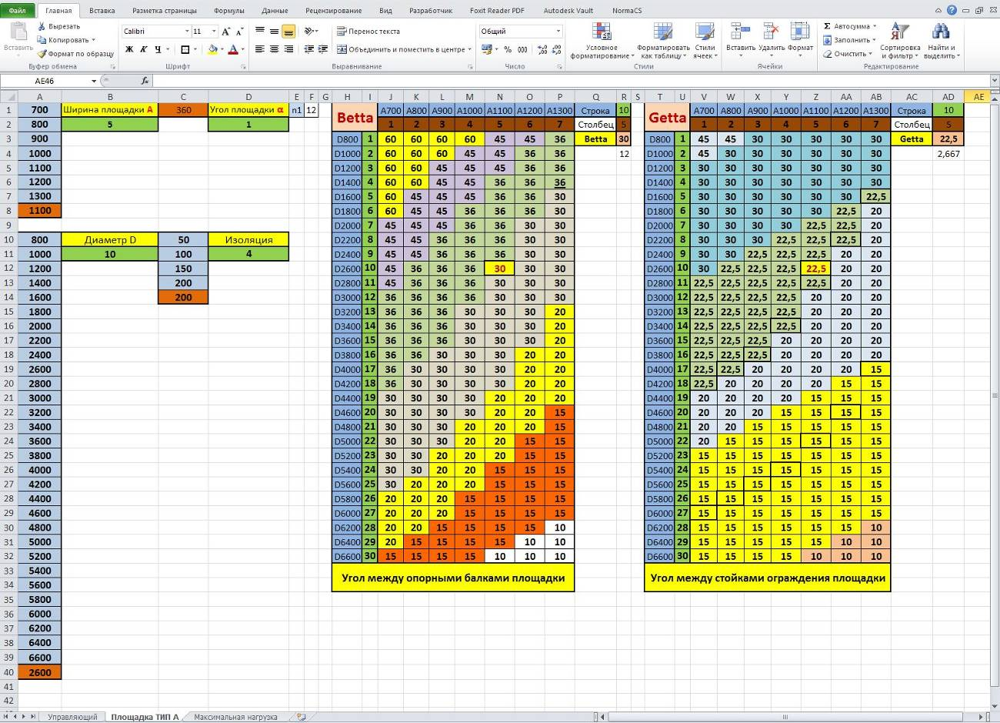 Файл Главная Вставка Разметка страницы Формулы Данные Рецензирование Вид Разработчик Foxit Reader PDF Autodesk Vault NormaCS
Вставить Вырезать Копировать Формат по образцу Буфер обмена
Calibri 11 Ж К Ч Шрифт
Перенос текста Объединить и поместить в центре Выравнивание
Общий % 000 Число
Условное форматирование Форматировать как таблицу Стили ячеек Стили
Вставить Удалить Формат Ячейки
Σ Автосумма Заполнить Очистить Сортировка и фильтр Найти и выделить Редактирование
AE46 fx
A B C D E F G H I J K L M N O P Q R S T U V W X Y Z AA AB AC AD AE
1 700 Ширина площадки А 360 Угол площадки α n1 12 Betta A700 A800 A900 A1000 A1100 A1200 A1300 Строка 10 Getta A700 A800 A900 A1000 A1100 A1200 A1300 Строка 10
2 800 5 1 1 2 3 4 5 6 7 Столбец 5 1 2 3 4 5 6 7 Столбец 5
3 900 D800 1 60 60 60 60 45 45 36 Betta 30 D800 1 45 45 30 30 30 30 30 Getta 22,5
4 1000 D1000 2 60 60 60 45 45 36 36 12 D1000 2 45 30 30 30 30 30 30 2,667
5 1100 D1200 3 60 60 45 45 45 36 36 D1200 3 30 30 30 30 30 30 30
6 1200 D1400 4 60 60 45 45 36 36 36 D1400 4 30 30 30 30 30 30 30
7 1300 D1600 5 60 45 45 45 36 36 30 D1600 5 30 30 30 30 30 30 22,5
8 1100 D1800 6 60 45 45 36 36 36 30 D1800 6 30 30 30 30 30 22,5 20
9 D2000 7 45 45 45 36 36 30 30 D2000 7 30 30 30 30 22,5 22,5 20
10 800 Диаметр D 50 Изоляция D2200 8 45 45 36 36 36 30 30 D2200 8 30 30 30 22,5 22,5 22,5 20
11 1000 10 100 4 D2400 9 45 45 36 36 36 30 30 D2400 9 30 30 22,5 22,5 22,5 20 20
12 1200 150 D2600 10 45 36 36 36 30 30 30 D2600 10 30 22,5 22,5 22,5 22,5 20 20
13 1400 200 D2800 11 45 36 36 36 30 30 30 D2800 11 22,5 22,5 22,5 22,5 22,5 20 20
14 1600 200 D3000 12 36 36 36 36 30 30 30 D3000 12 22,5 22,5 22,5 22,5 20 20 20
15 1800 D3200 13 36 36 36 30 30 30 20 D3200 13 22,5 22,5 22,5 22,5 20 20 20
16 2000 D3400 14 36 36 36 30 30 30 20 D3400 14 22,5 22,5 22,5 22,5 20 20 20
17 2200 D3600 15 36 36 36 30 30 30 20 D3600 15 22,5 22,5 22,5 20 20 20 20
18 2400 D3800 16 36 36 30 30 30 20 20 D3800 16 22,5 22,5 22,5 20 20 20 20
19 2600 D4000 17 36 30 30 30 30 20 20 D4000 17 22,5 22,5 20 20 20 20 15
20 2800 D4200 18 36 30 30 30 30 20 20 D4200 18 22,5 20 20 20 20 15 15
21 3000 D4400 19 30 30 30 30 20 20 20 D4400 19 20 20 20 20 15 15 15
22 3200 D4600 20 30 30 30 30 20 20 15 D4600 20 20 20 20 15 15 15 15
23 3400 D4800 21 30 30 30 20 20 20 15 D4800 21 20 20 15 15 15 15 15
24 3600 D5000 22 30 30 30 20 20 15 15 D5000 22 20 15 15 15 15 15 15
25 3800 D5200 23 30 30 20 20 20 15 15 D5200 23 15 15 15 15 15 15 15
26 4000 D5400 24 30 30 20 20 15 15 15 D5400 24 15 15 15 15 15 15 15
27 4200 D5600 25 30 20 20 20 15 15 15 D5600 25 15 15 15 15 15 15 15
28 4400 D5800 26 20 20 20 15 15 15 15 D5800 26 15 15 15 15 15 15 15
29 4600 D6000 27 20 20 20 15 15 15 15 D6000 27 15 15 15 15 15 15 15
30 4800 D6200 28 20 20 15 15 15 15 10 D6200 28 15 15 15 15 15 15 10
31 5000 D6400 29 20 15 15 15 15 10 10 D6400 29 15 15 15 15 15 10 10
32 5200 D6600 30 15 15 15 15 10 10 10 D6600 30 15 15 15 15 10 10 10
33 5400 Угол между опорными балками площадки Угол между стойками ограждения площадки
34 5600
35 5800
36 6000
37 6200
38 6400
39 6600
40 2600
41
42
Управляющий Площадка ТИП А Максимальная нагрузка